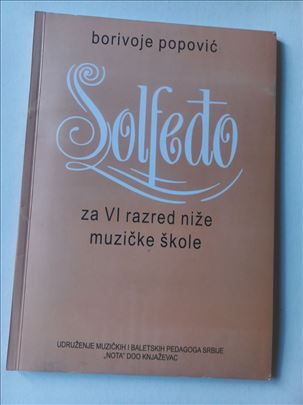 borivoje popović
Solfeđo
za VI razred niže
muzičke škole
UDRUŽENJE MUZIČKIH I BALETSKIH PEDAGOGA SRBIJE
„NOTA" DOO KNJAŽEVAC